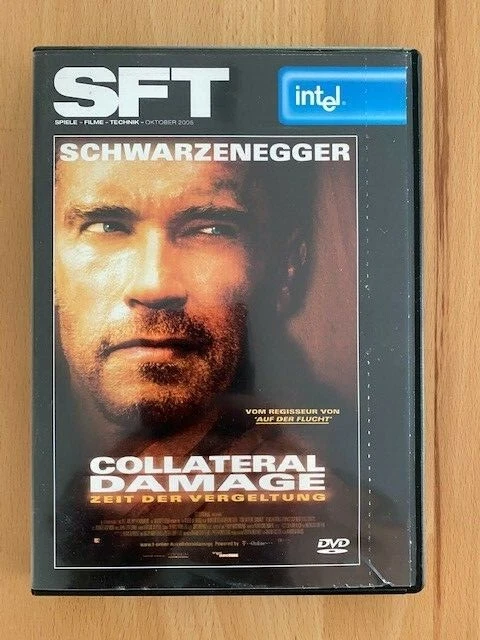 SFT
SPIELE – FILME – TECHNIK – OKTOBER 2005
intel®
SCHWARZENEGGER
VOM REGISSEUR VON
'AUF DER FLUCHT'
COLLATERAL
DAMAGE
ZEIT DER VERGELTUNG
DVD